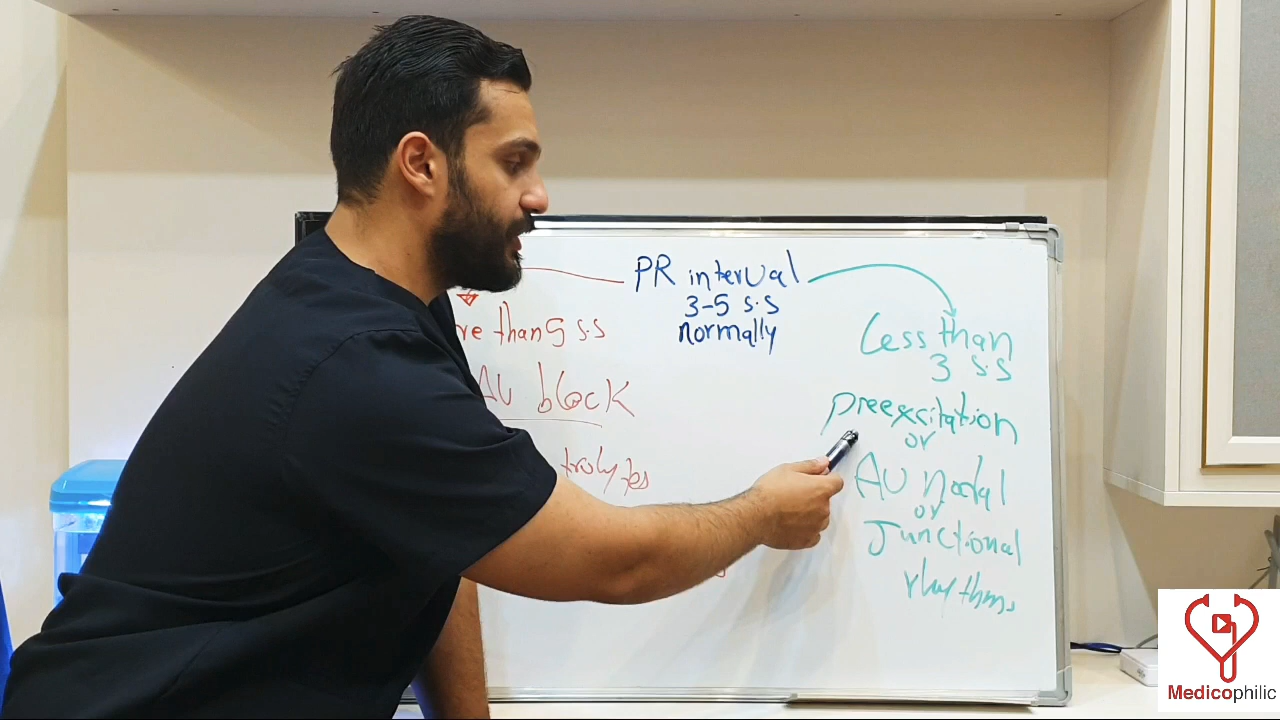 PR interval
3-5 s.s
normally
re than 5 s.s
AV block
trolytes
Less than
3 s.s
preexcitation
or
AV nodal
or
Junctional
rhythms
Medicophilic